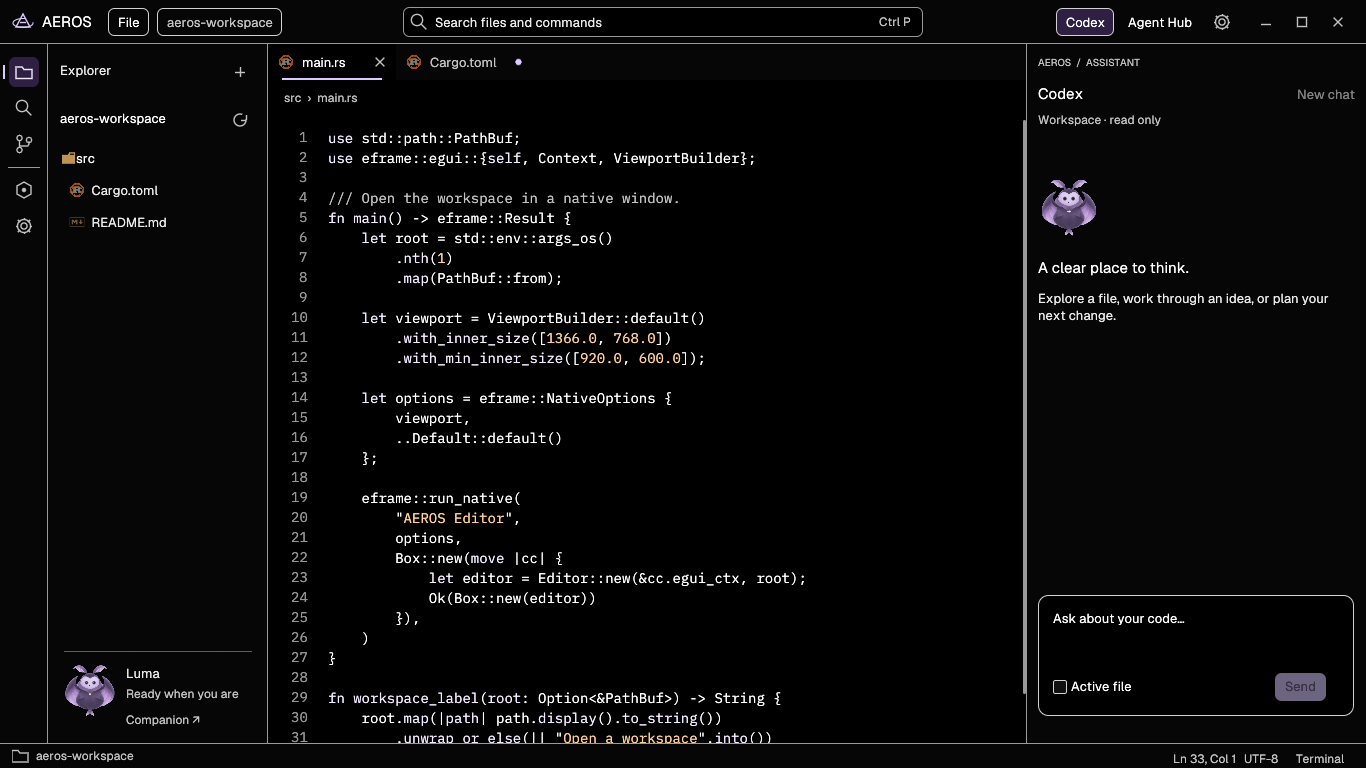 AEROS File aeros-workspace Search files and commands Ctrl P Codex Agent Hub
Explorer
aeros-workspace
src
Cargo.toml
README.md
Luma
Ready when you are
Companion ↗
main.rs Cargo.toml
src › main.rs
1 use std::path::PathBuf;
2 use eframe::egui::{self, Context, ViewportBuilder};
3
4 /// Open the workspace in a native window.
5 fn main() -> eframe::Result {
6     let root = std::env::args_os()
7         .nth(1)
8         .map(PathBuf::from);
9
10     let viewport = ViewportBuilder::default()
11         .with_inner_size([1366.0, 768.0])
12         .with_min_inner_size([920.0, 600.0]);
13
14     let options = eframe::NativeOptions {
15         viewport,
16         ..Default::default()
17     };
18
19     eframe::run_native(
20         "AEROS Editor",
21         options,
22         Box::new(move |cc| {
23             let editor = Editor::new(&cc.egui_ctx, root);
24             Ok(Box::new(editor))
25         }),
26     )
27 }
28
29 fn workspace_label(root: Option<&PathBuf>) -> String {
30     root.map(|path| path.display().to_string())
31         .unwrap_or_else(|| "Open a workspace".into())
AEROS / ASSISTANT
Codex New chat
Workspace · read only
A clear place to think.
Explore a file, work through an idea, or plan your
next change.
Ask about your code…
Active file Send
aeros-workspace Ln 33, Col 1 UTF-8 Terminal